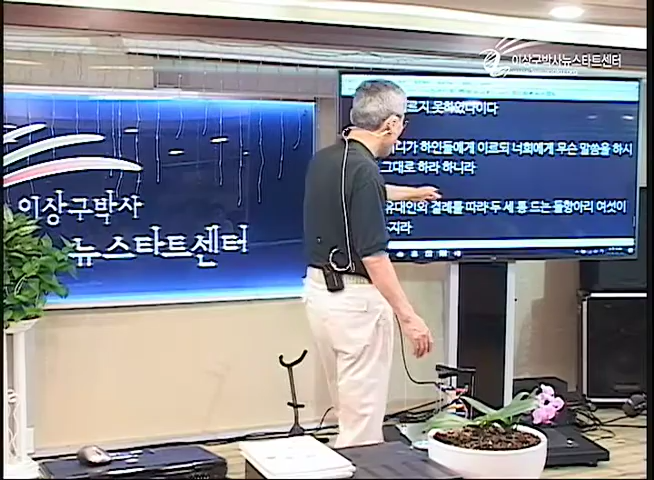 이상구박사뉴스타트센터
르지 못하였다이다
니가 하인들에게 이르되 너희에게 무슨 말씀을 하시
그대로 하라 하니라
유대인의 결례를 따라 두 세 통 드는 돌항아리 여섯이
지라
이상구박사
뉴스타트센터